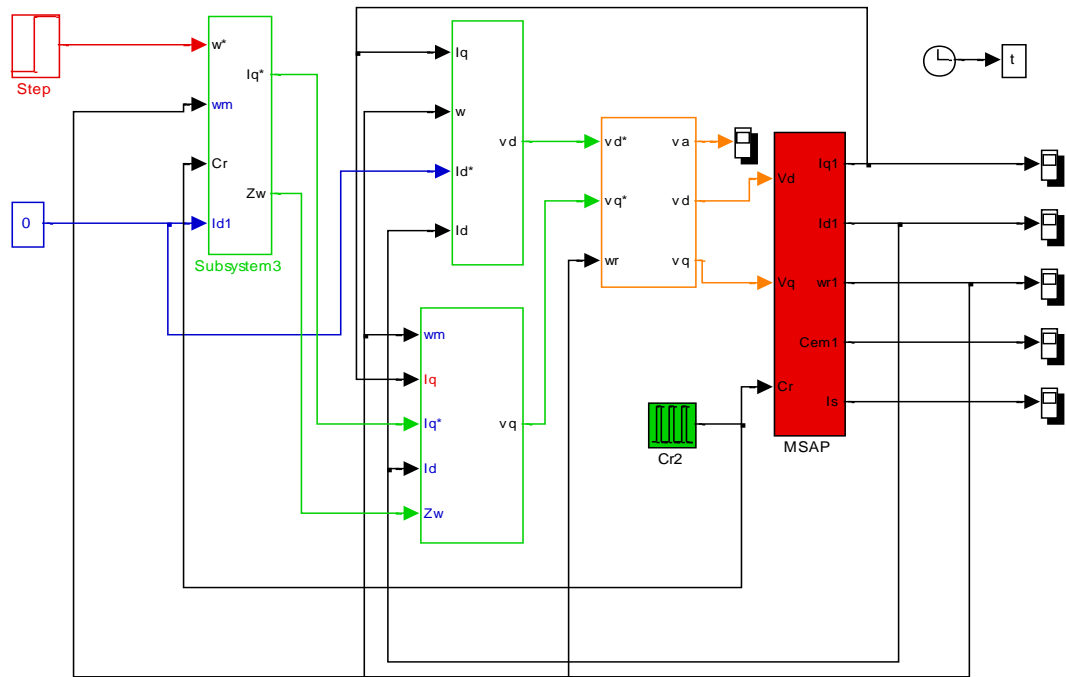 Step
0
w*
wm
Cr
Id1
Iq*
Zw
Subsystem3
Iq
w
Id*
Id
vd
wm
Iq
Iq*
Id
Zw
vq
vd*
vq*
wr
va
vd
vq
Cr2
Vd
Vq
Cr
Iq1
Id1
wr1
Cem1
Is
MSAP
t